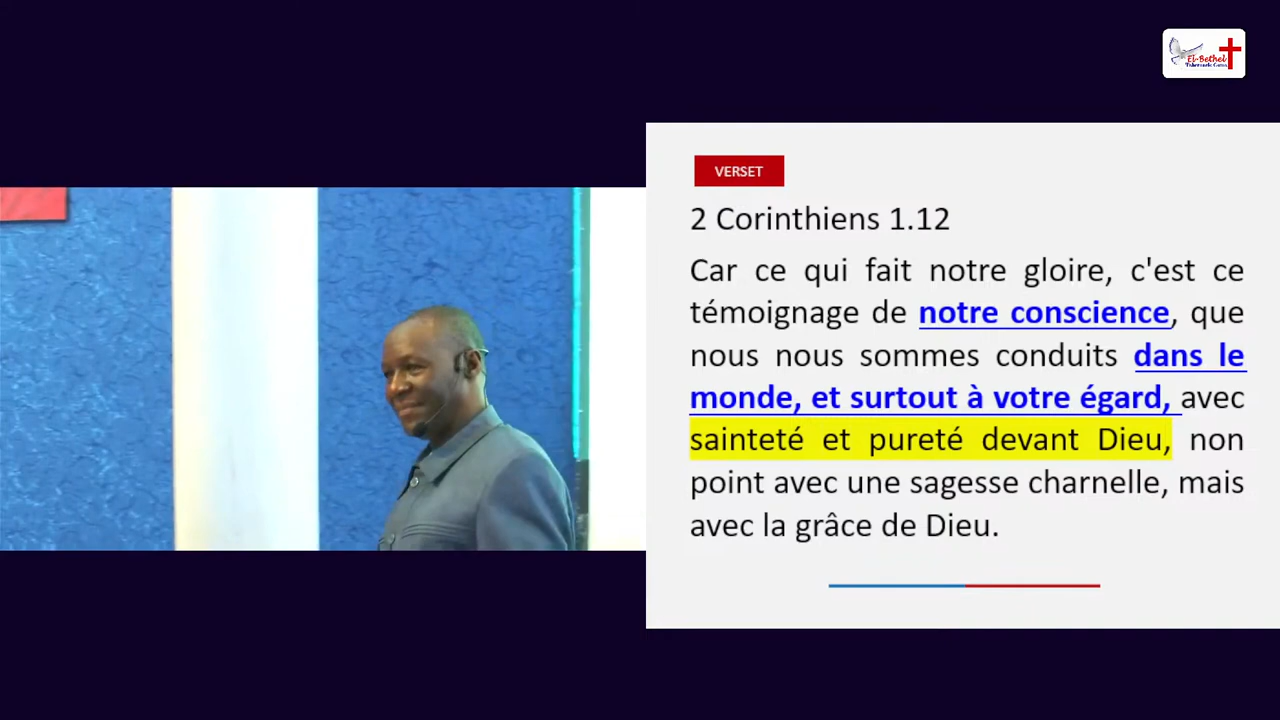 El-Bethel
VERSET
2 Corinthiens 1.12
Car ce qui fait notre gloire, c'est ce
témoignage de notre conscience, que
nous nous sommes conduits dans le
monde, et surtout à votre égard, avec
sainteté et pureté devant Dieu, non
point avec une sagesse charnelle, mais
avec la grâce de Dieu.